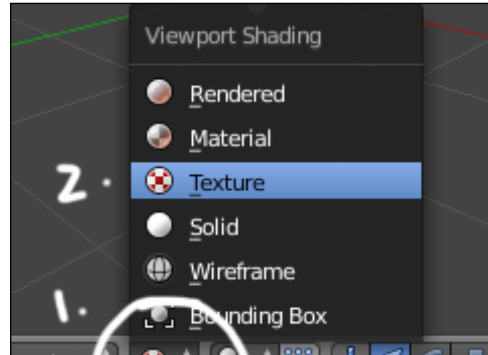 Viewport Shading
Rendered
Material
2. Texture
Solid
Wireframe
1. Bounding Box